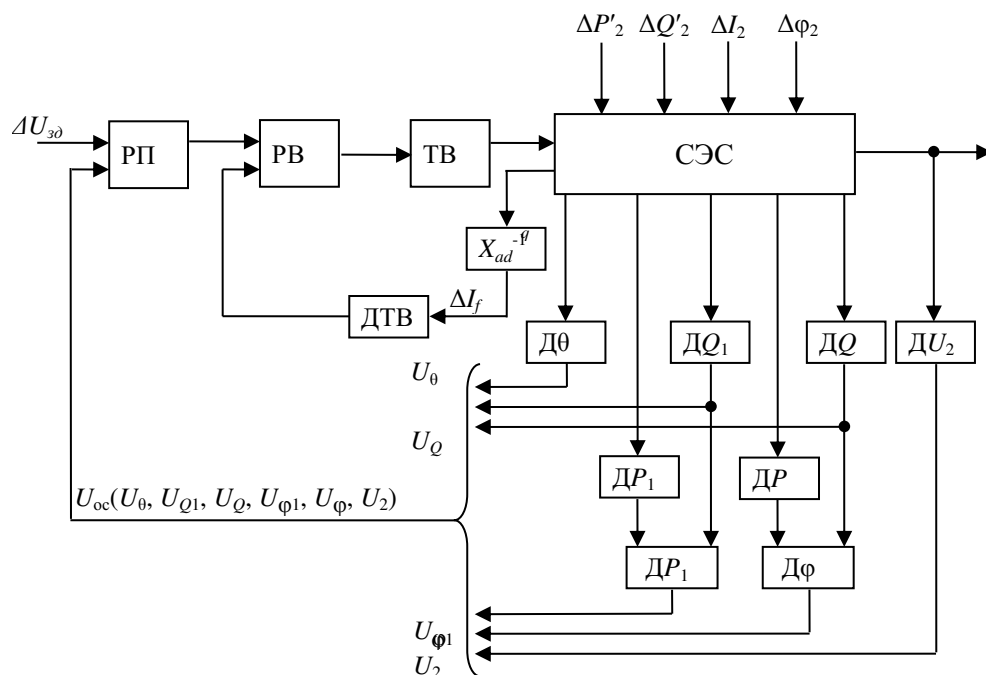 ΔP′₂ ΔQ′₂ ΔI₂ Δφ₂
ΔUзд
РП
РВ
ТВ
СЭС
Xad⁻¹
ДТВ
ΔIf
Дθ
ДQ₁
ДQ
ДU₂
Uθ
UQ
ДP₁
ДP
Uос(Uθ, UQ1, UQ, Uφ1, Uφ, U₂)
ДP₁
Дφ
Uφ1
U₂